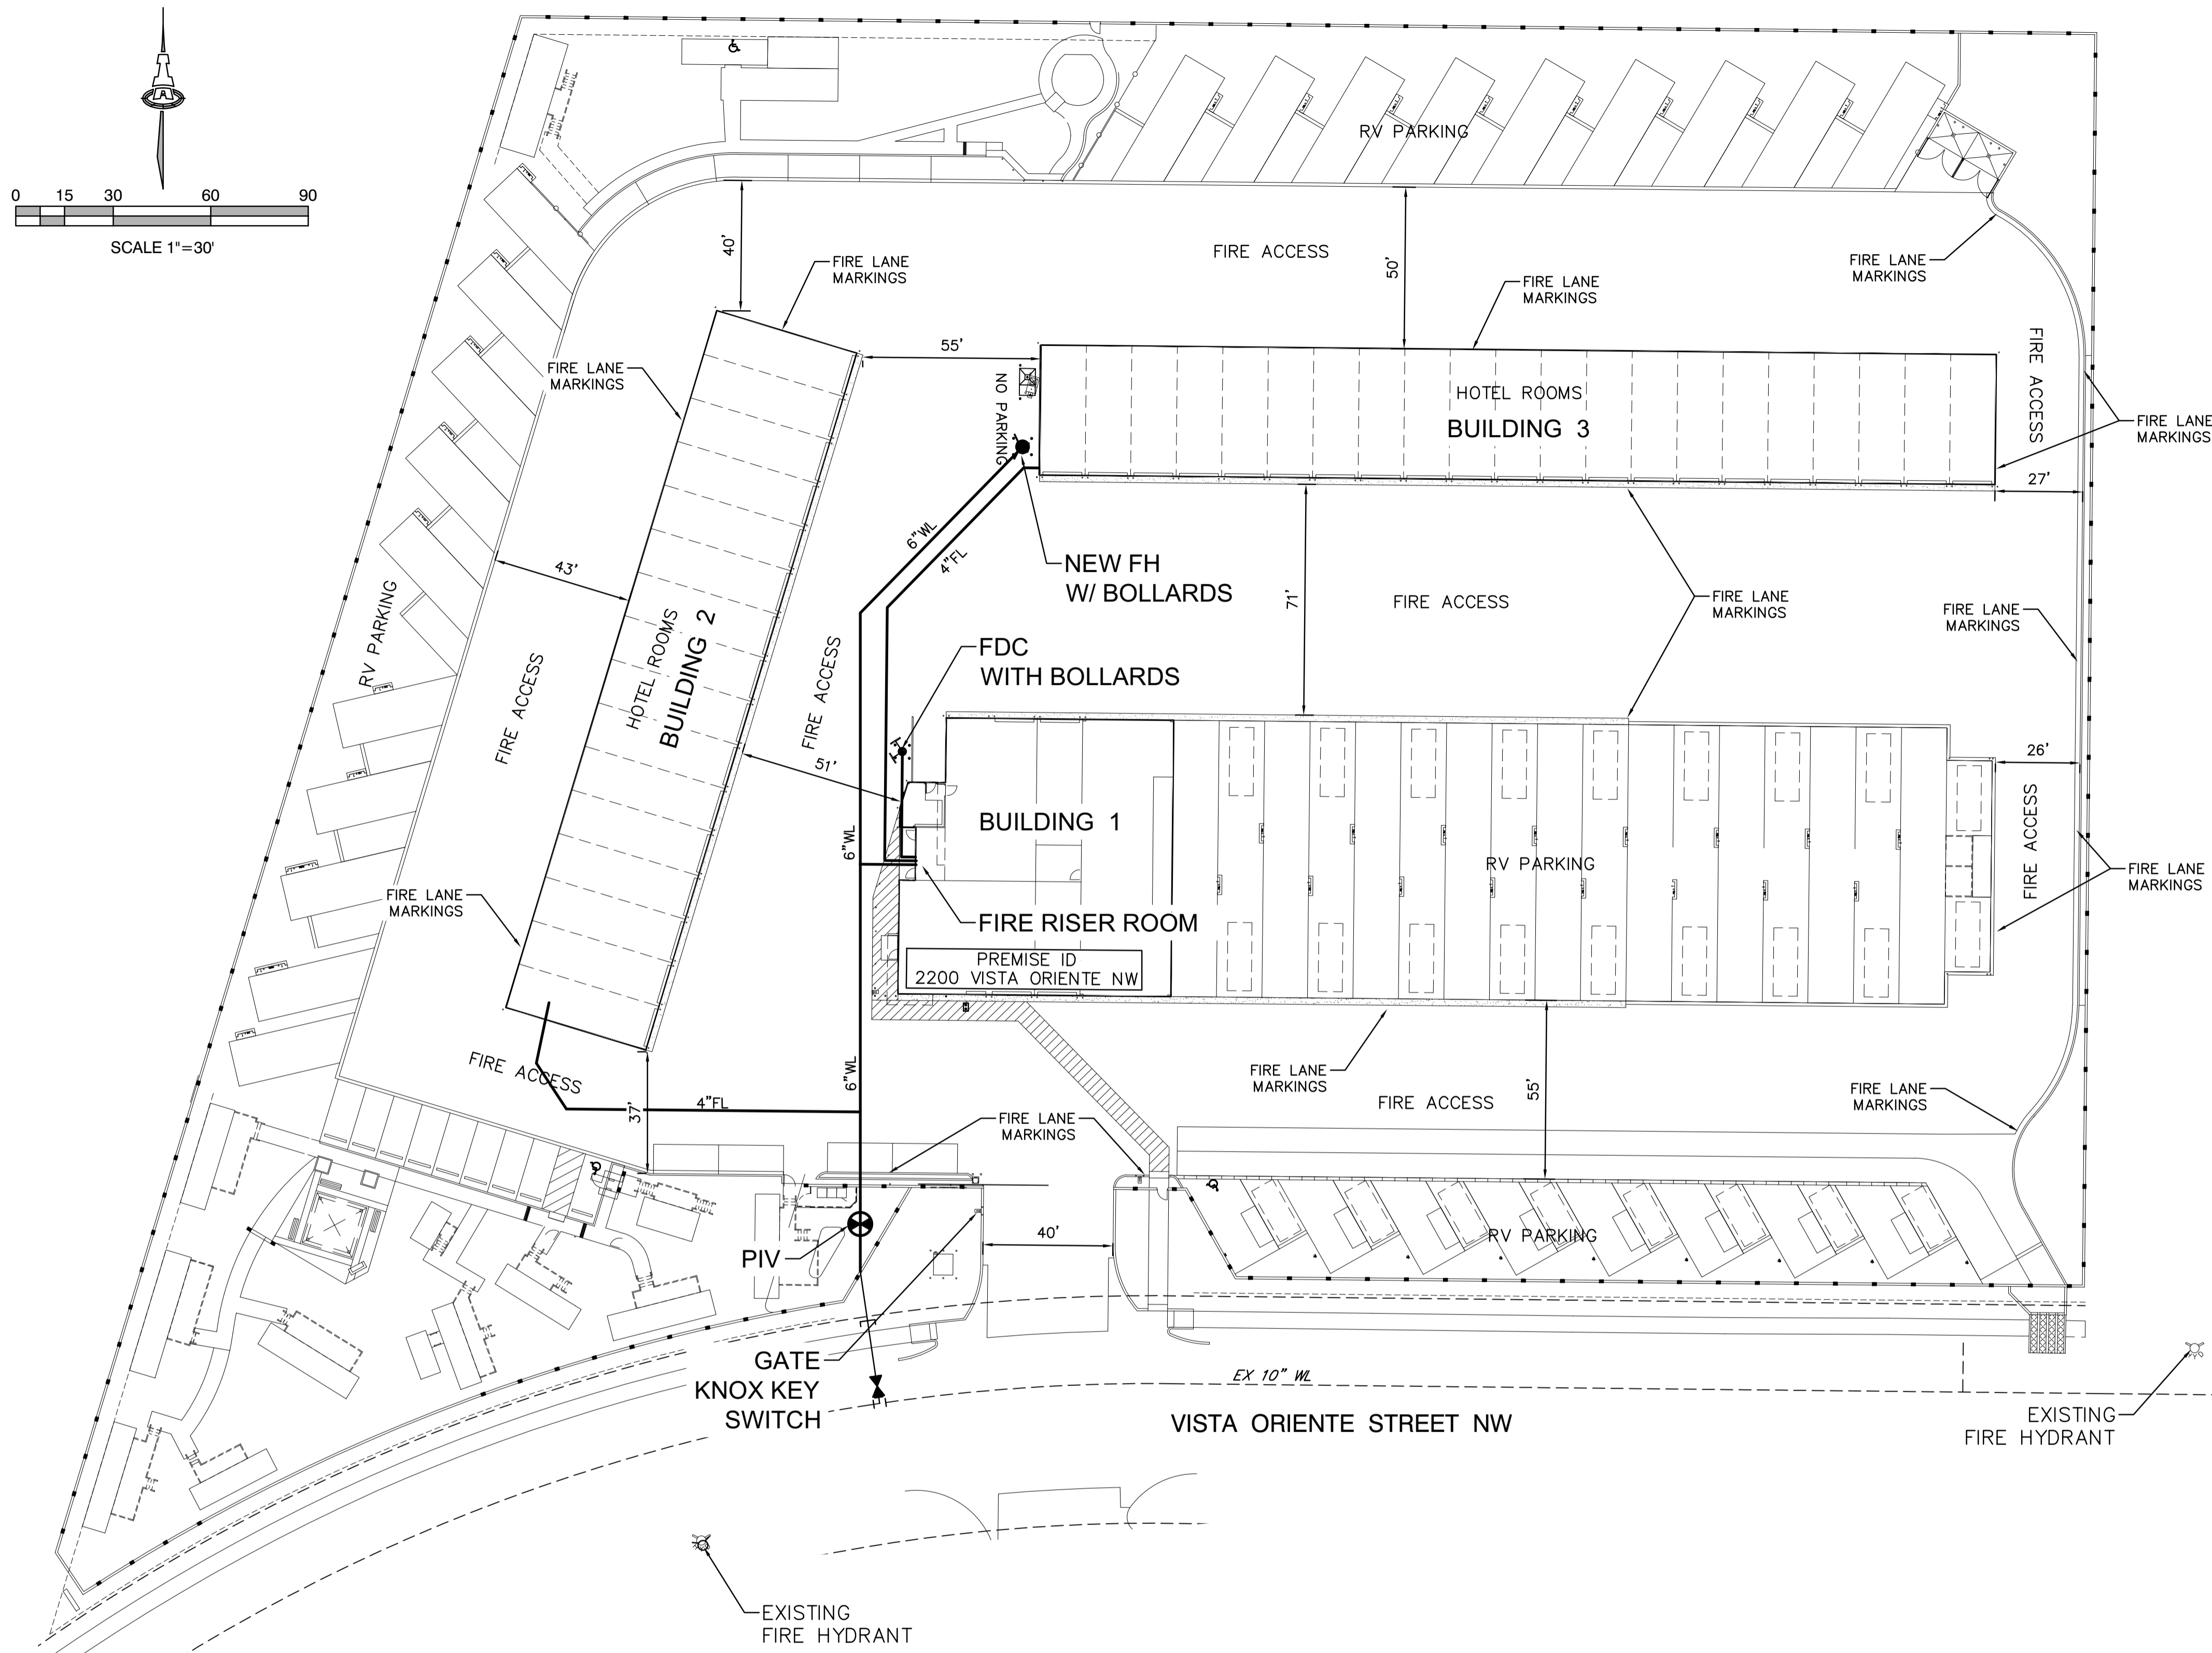 0 15 30 60 90
SCALE 1"=30'
RV PARKING
FIRE ACCESS
40'
50'
FIRE LANE
MARKINGS
FIRE LANE
MARKINGS
FIRE LANE
MARKINGS
55'
FIRE LANE
MARKINGS
NO PARKING
HOTEL ROOMS
BUILDING 3
FIRE ACCESS
FIRE LANE
MARKINGS
27'
6"WL
4"FL
NEW FH
W/ BOLLARDS
43'
71'
FIRE ACCESS
FIRE LANE
MARKINGS
FIRE LANE
MARKINGS
RV PARKING
FIRE ACCESS
HOTEL ROOMS
BUILDING 2
FIRE ACCESS
FDC
WITH BOLLARDS
51'
26'
BUILDING 1
6"WL
RV PARKING
FIRE ACCESS
FIRE LANE
MARKINGS
FIRE LANE
MARKINGS
FIRE RISER ROOM
PREMISE ID
2200 VISTA ORIENTE NW
FIRE ACCESS
6"WL
37'
4"FL
FIRE LANE
MARKINGS
FIRE LANE
MARKINGS
FIRE ACCESS
55'
FIRE LANE
MARKINGS
PIV
40'
RV PARKING
GATE
KNOX KEY
SWITCH
EX 10" WL
VISTA ORIENTE STREET NW
EXISTING
FIRE HYDRANT
EXISTING
FIRE HYDRANT